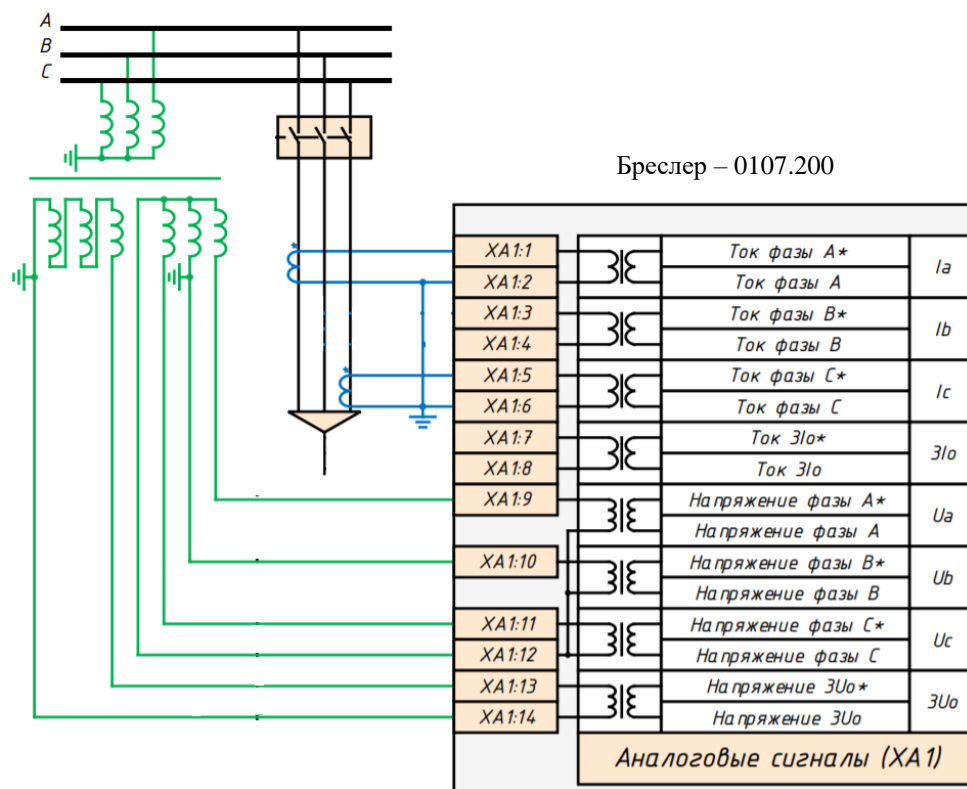 A
B
C
Бреслер – 0107.200
XA1:1
Ток фазы A*
Ia
XA1:2
Ток фазы A
XA1:3
Ток фазы B*
Ib
XA1:4
Ток фазы B
XA1:5
Ток фазы C*
Ic
XA1:6
Ток фазы C
XA1:7
Ток 3Io*
3Io
XA1:8
Ток 3Io
XA1:9
Напряжение фазы A*
Ua
Напряжение фазы A
XA1:10
Напряжение фазы B*
Ub
Напряжение фазы B
XA1:11
Напряжение фазы C*
Uc
XA1:12
Напряжение фазы C
XA1:13
Напряжение 3Uo*
3Uo
XA1:14
Напряжение 3Uo
Аналоговые сигналы (XA1)